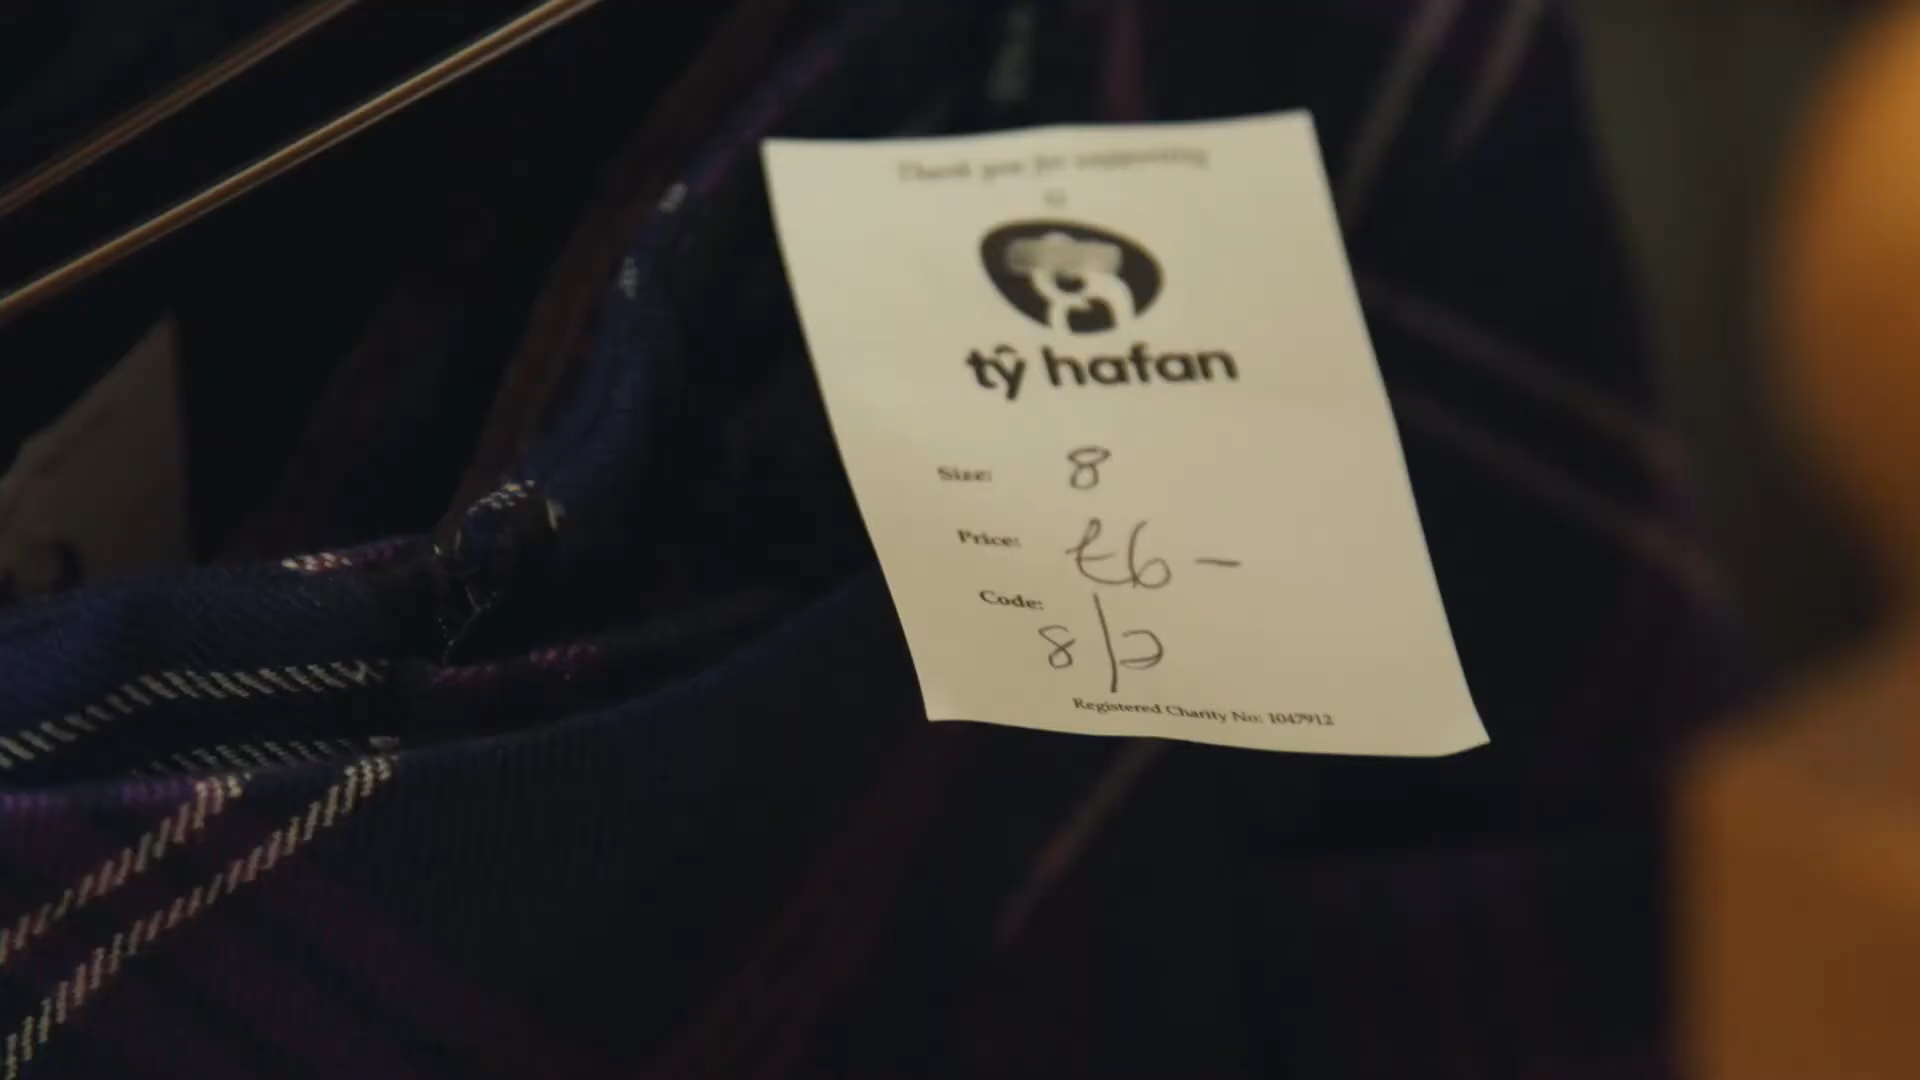 Thank you for supporting
tŷ hafan
Size: 8
Price: £6 -
Code:
8/2
Registered Charity No: 1047912